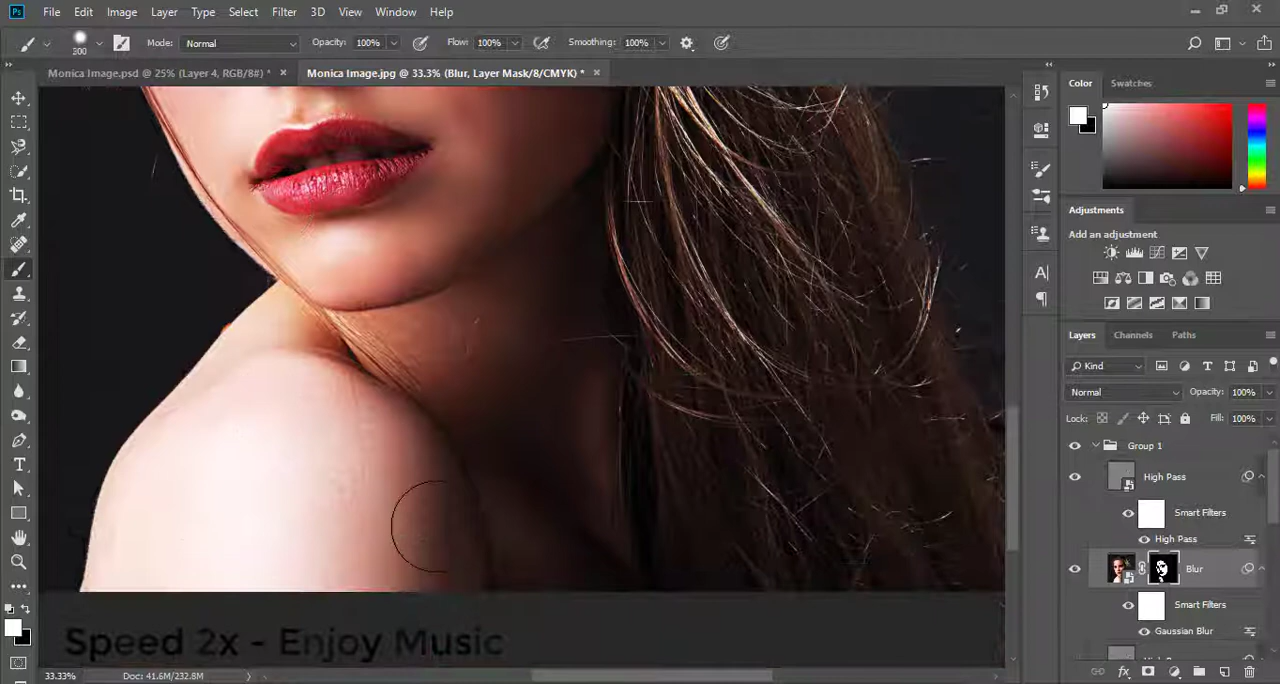 Ps File Edit Image Layer Type Select Filter 3D View Window Help
200 Mode: Normal Opacity: 100% Flow: 100% Smoothing: 100%
Monica Image.psd @ 25% (Layer 4, RGB/8#) * Monica Image.jpg @ 33.3% (Blur, Layer Mask/8/CMYK) *
Color Swatches
Adjustments
Add an adjustment
Layers Channels Paths
Kind
Normal Opacity: 100%
Lock: Fill: 100%
Group 1
High Pass
Smart Filters
High Pass
Blur
Smart Filters
Gaussian Blur
Speed 2x - Enjoy Music
33.33% Doc: 41.6M/232.8M